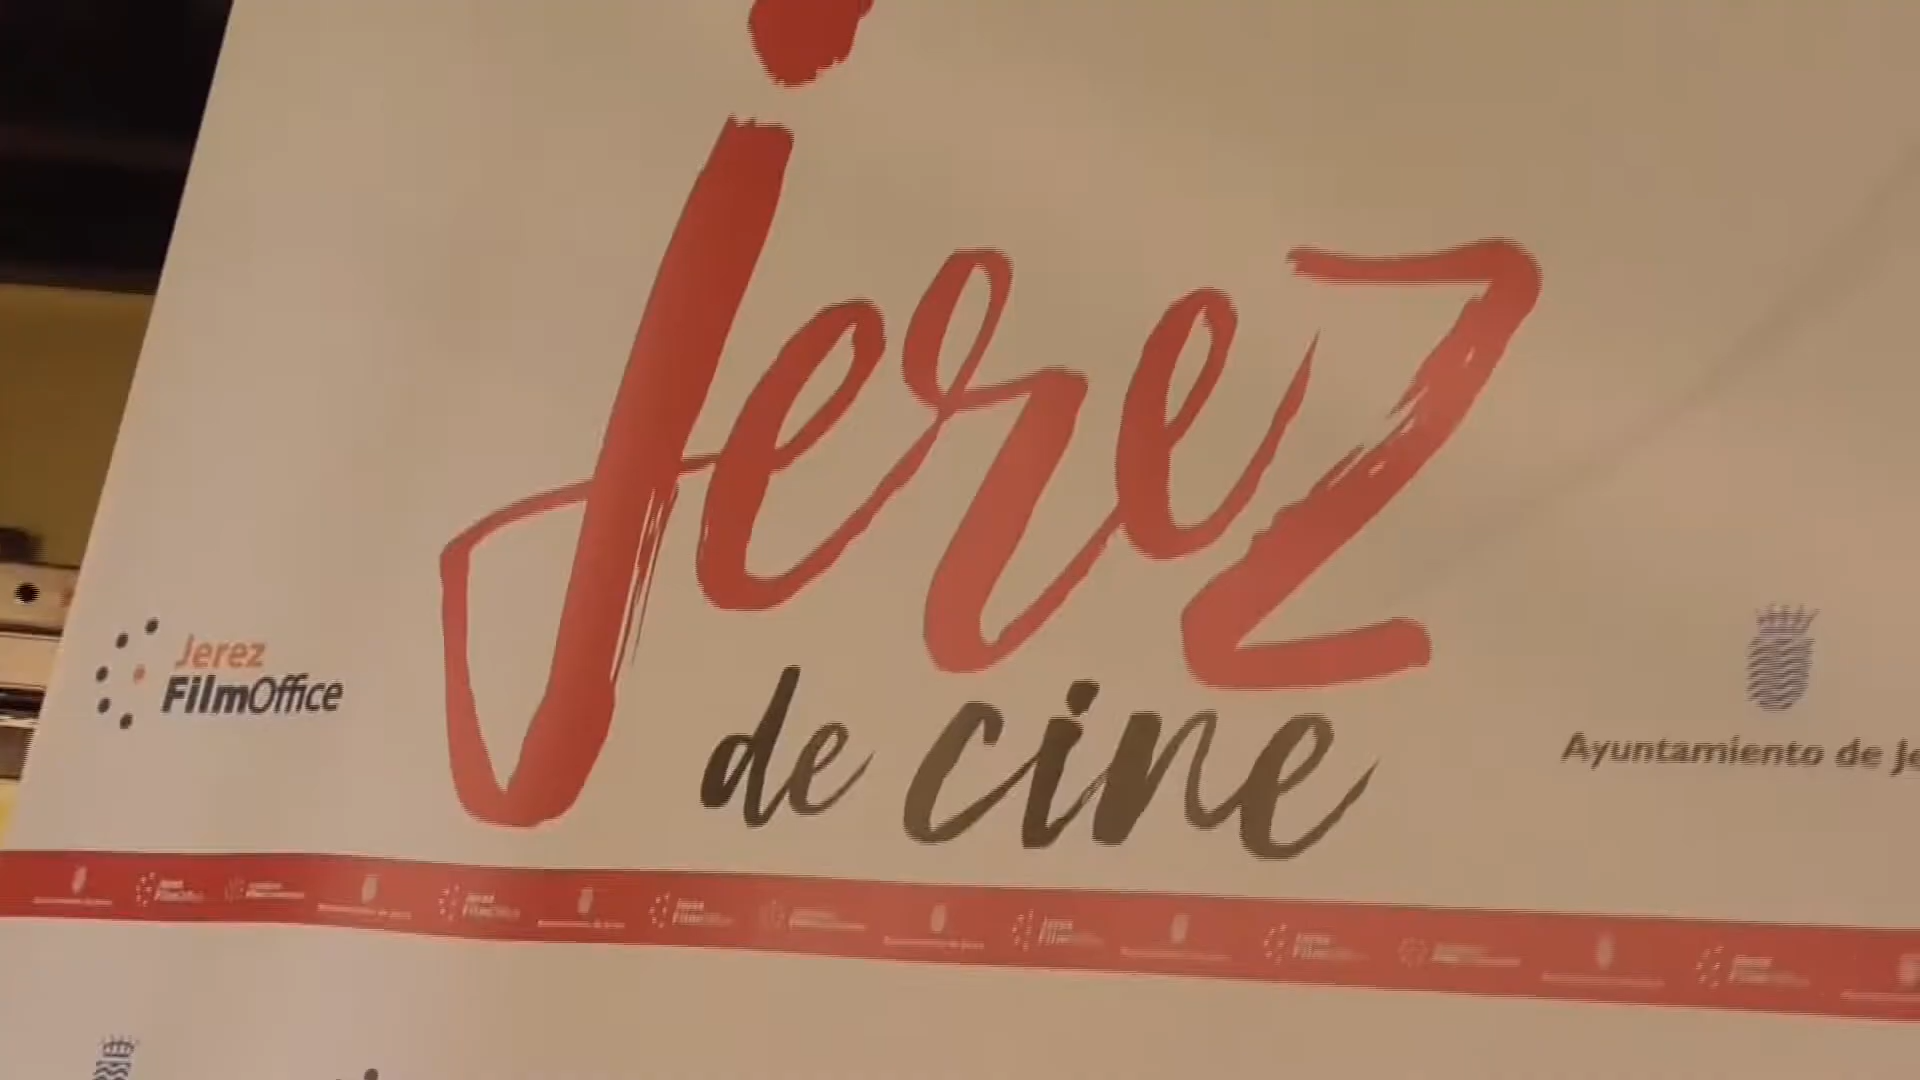 jerez
de cine
Jerez
FilmOffice
Ayuntamiento de Je